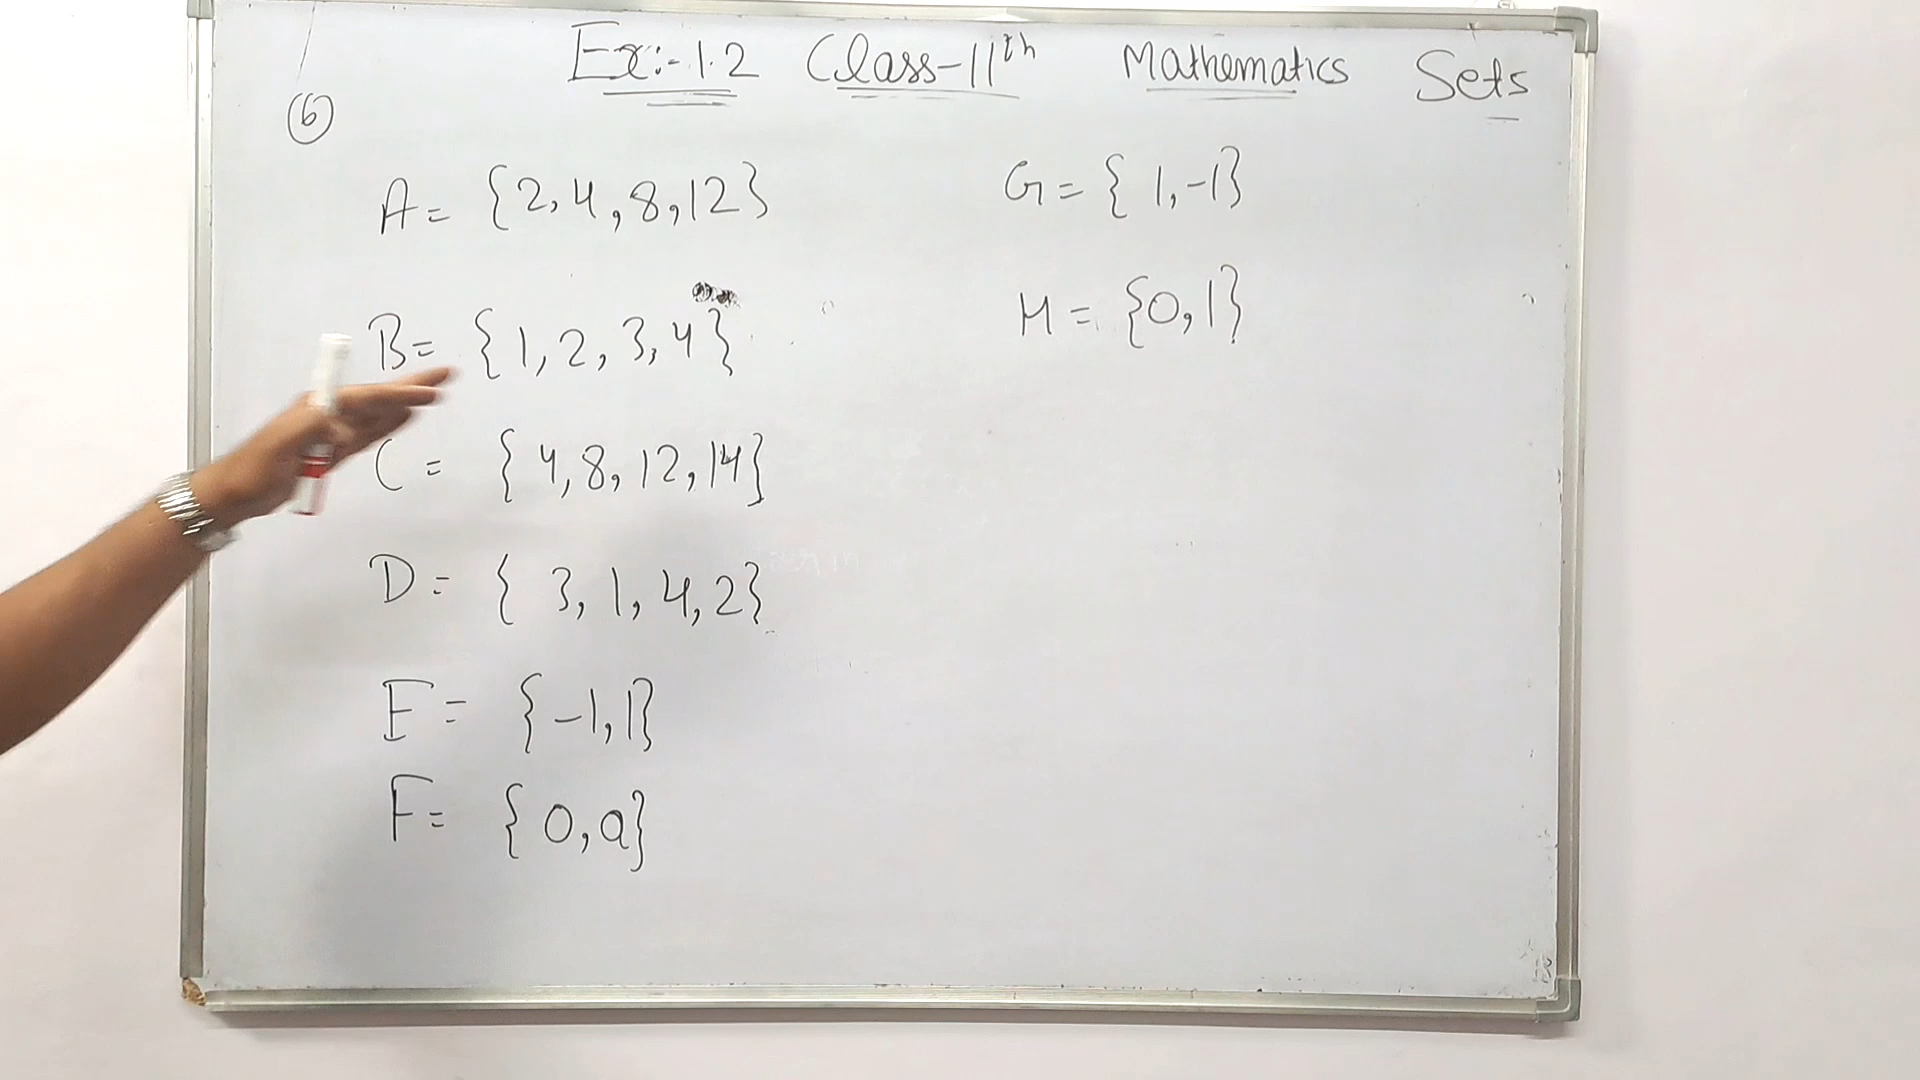 Ex:-1.2 Class-11th Mathematics Sets
6
A = {2,4,8,12}
B = {1,2,3,4}
C = {4,8,12,14}
D = {3,1,4,2}
E = {-1,1}
F = {0,a}
G = {1,-1}
H = {0,1}